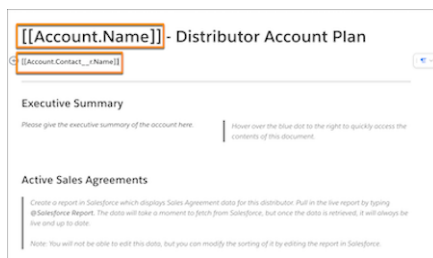 [[Account.Name]] - Distributor Account Plan
[[Account.Contact__r.Name]]
Executive Summary
Please give the executive summary of the account here.
Hover over the blue dot to the right to quickly access the
contents of this document.
Active Sales Agreements
Create a report in Salesforce which displays Sales Agreement data for this distributor. Pull in the live report by typing
@Salesforce Report. The data will take a moment to fetch from Salesforce, but once the data is retrieved, it will always be
live and up to date.
Note: You will not be able to edit this data, but you can modify the sorting of it by editing the report in Salesforce.